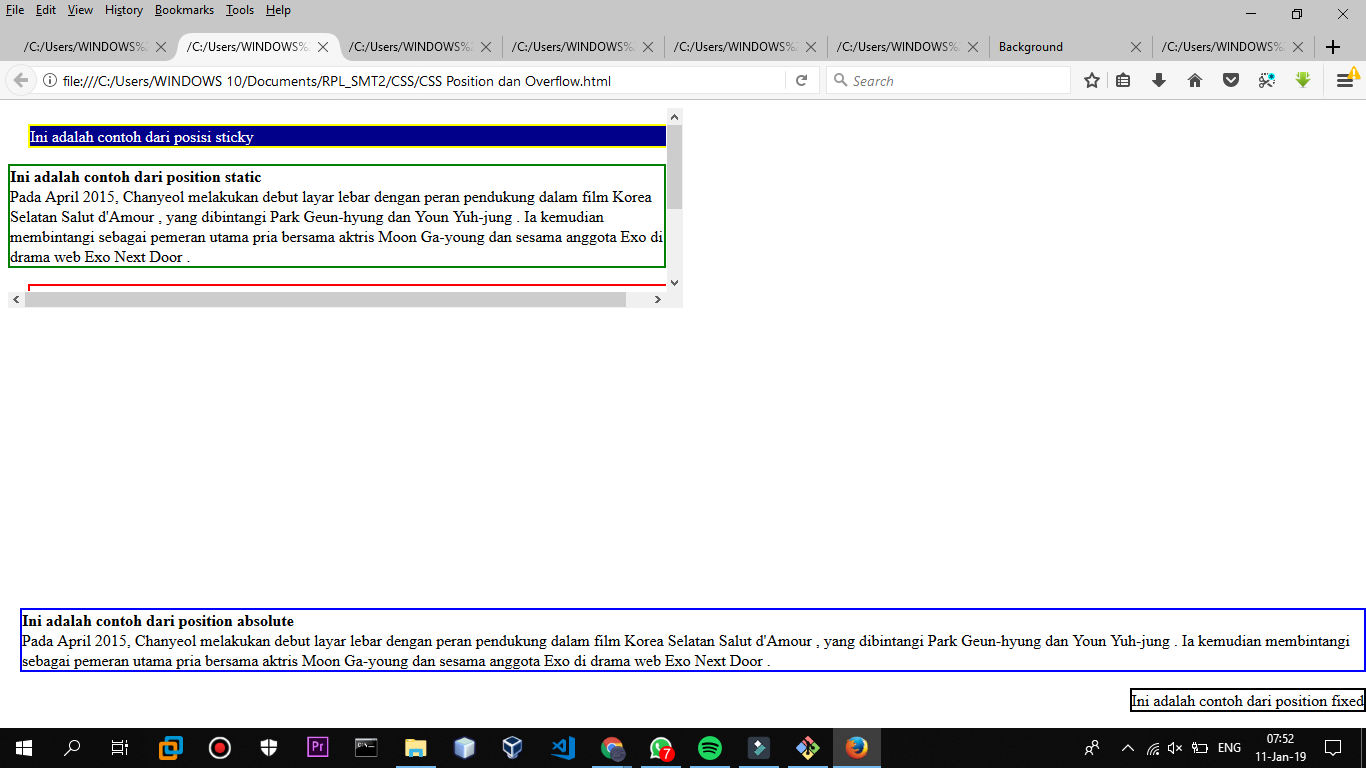 File Edit View History Bookmarks Tools Help
/C:/Users/WINDOWS% /C:/Users/WINDOWS% /C:/Users/WINDOWS% /C:/Users/WINDOWS% /C:/Users/WINDOWS% /C:/Users/WINDOWS% Background /C:/Users/WINDOWS%
file:///C:/Users/WINDOWS 10/Documents/RPL_SMT2/CSS/CSS Position dan Overflow.html Search
Ini adalah contoh dari posisi sticky
Ini adalah contoh dari position static
Pada April 2015, Chanyeol melakukan debut layar lebar dengan peran pendukung dalam film Korea
Selatan Salut d'Amour , yang dibintangi Park Geun-hyung dan Youn Yuh-jung . Ia kemudian
membintangi sebagai pemeran utama pria bersama aktris Moon Ga-young dan sesama anggota Exo di
drama web Exo Next Door .
Ini adalah contoh dari position absolute
Pada April 2015, Chanyeol melakukan debut layar lebar dengan peran pendukung dalam film Korea Selatan Salut d'Amour , yang dibintangi Park Geun-hyung dan Youn Yuh-jung . Ia kemudian membintangi
sebagai pemeran utama pria bersama aktris Moon Ga-young dan sesama anggota Exo di drama web Exo Next Door .
Ini adalah contoh dari position fixed
Pr 7 ENG 07:52
11-Jan-19